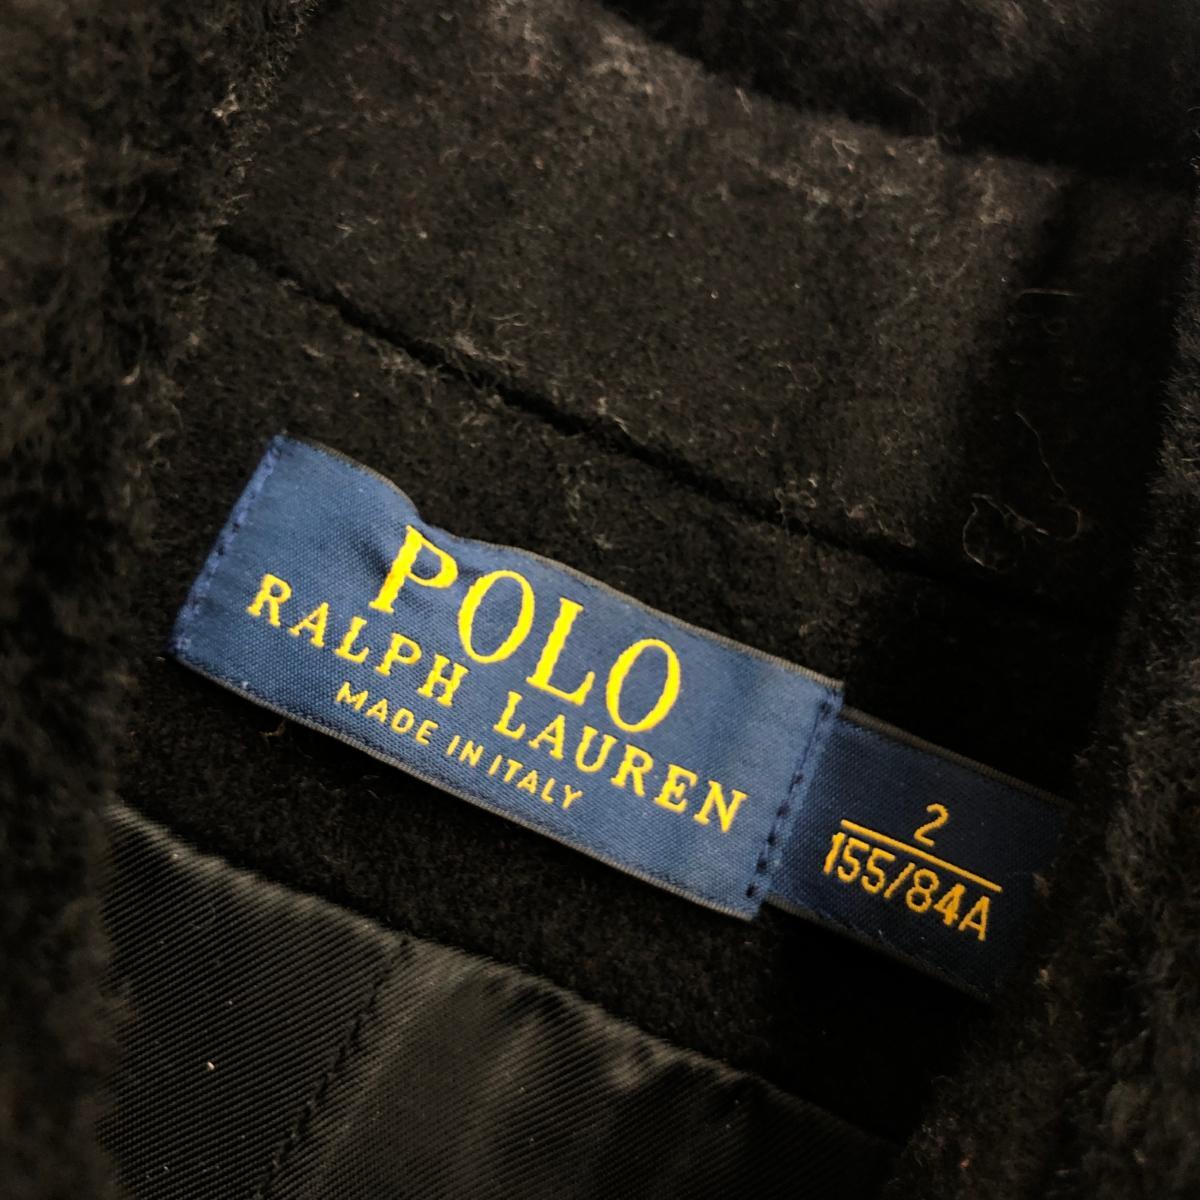 POLO
RALPH LAUREN
MADE IN ITALY
2
155/84A